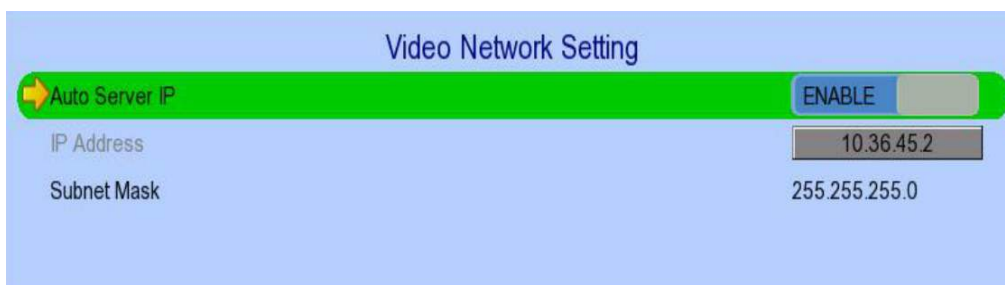 Video Network Setting
Auto Server IP ENABLE
IP Address 10.36.45.2
Subnet Mask 255.255.255.0